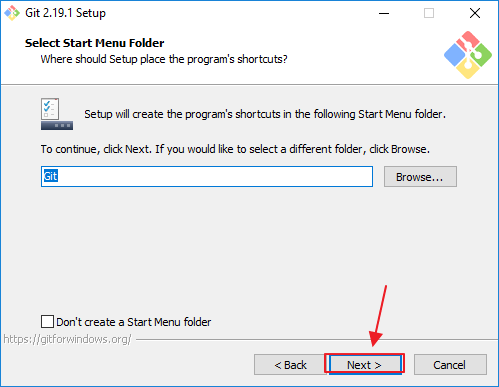 Git 2.19.1 Setup
Select Start Menu Folder
Where should Setup place the program's shortcuts?
Setup will create the program's shortcuts in the following Start Menu folder.
To continue, click Next. If you would like to select a different folder, click Browse.
Git
Browse...
Don't create a Start Menu folder
https://gitforwindows.org/
< Back
Next >
Cancel